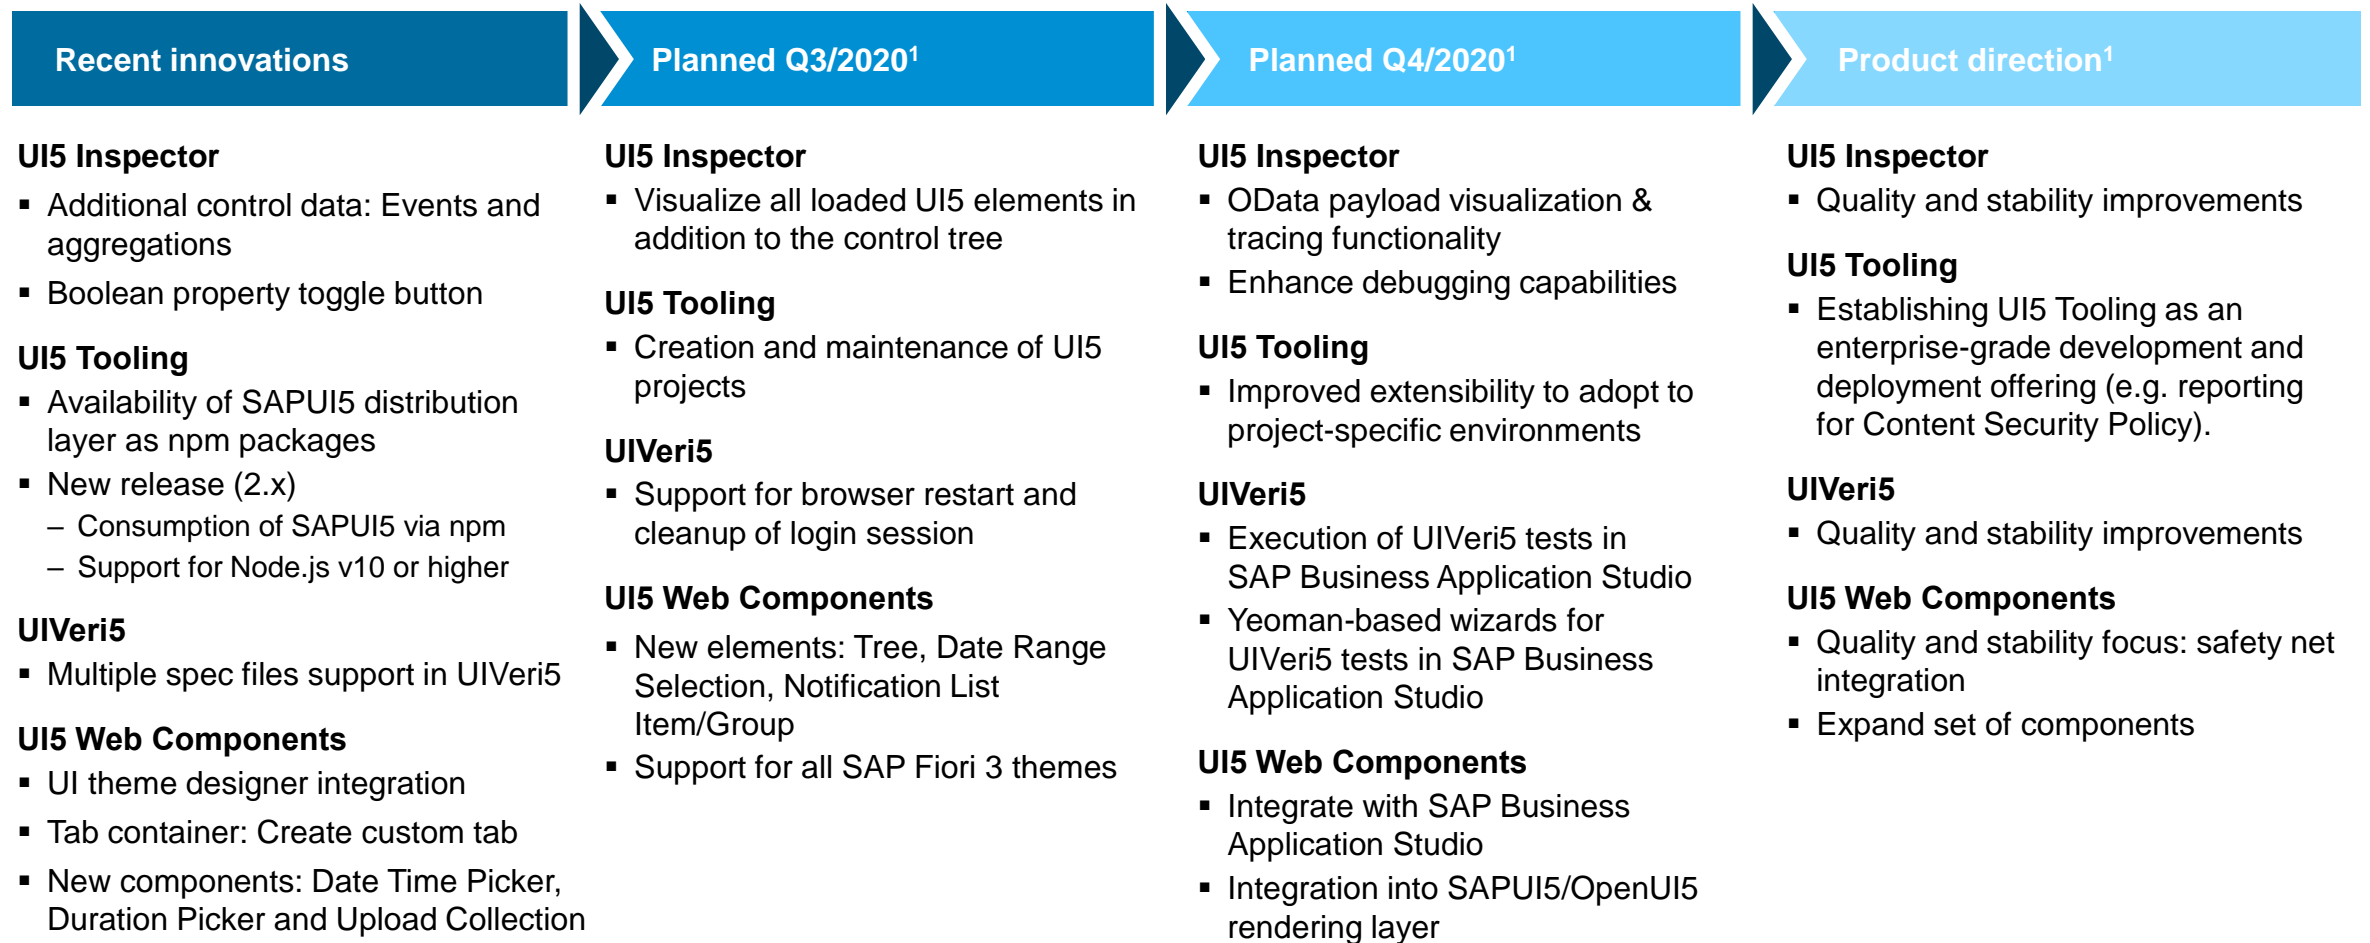 Recent innovations
Planned Q3/2020¹
Planned Q4/2020¹
Product direction¹
UI5 Inspector
▪ Additional control data: Events and
aggregations
▪ Boolean property toggle button
UI5 Tooling
▪ Availability of SAPUI5 distribution
layer as npm packages
▪ New release (2.x)
– Consumption of SAPUI5 via npm
– Support for Node.js v10 or higher
UIVeri5
▪ Multiple spec files support in UIVeri5
UI5 Web Components
▪ UI theme designer integration
▪ Tab container: Create custom tab
▪ New components: Date Time Picker,
Duration Picker and Upload Collection
UI5 Inspector
▪ Visualize all loaded UI5 elements in
addition to the control tree
UI5 Tooling
▪ Creation and maintenance of UI5
projects
UIVeri5
▪ Support for browser restart and
cleanup of login session
UI5 Web Components
▪ New elements: Tree, Date Range
Selection, Notification List
Item/Group
▪ Support for all SAP Fiori 3 themes
UI5 Inspector
▪ OData payload visualization &
tracing functionality
▪ Enhance debugging capabilities
UI5 Tooling
▪ Improved extensibility to adopt to
project-specific environments
UIVeri5
▪ Execution of UIVeri5 tests in
SAP Business Application Studio
▪ Yeoman-based wizards for
UIVeri5 tests in SAP Business
Application Studio
UI5 Web Components
▪ Integrate with SAP Business
Application Studio
▪ Integration into SAPUI5/OpenUI5
rendering layer
UI5 Inspector
▪ Quality and stability improvements
UI5 Tooling
▪ Establishing UI5 Tooling as an
enterprise-grade development and
deployment offering (e.g. reporting
for Content Security Policy).
UIVeri5
▪ Quality and stability improvements
UI5 Web Components
▪ Quality and stability focus: safety net
integration
▪ Expand set of components